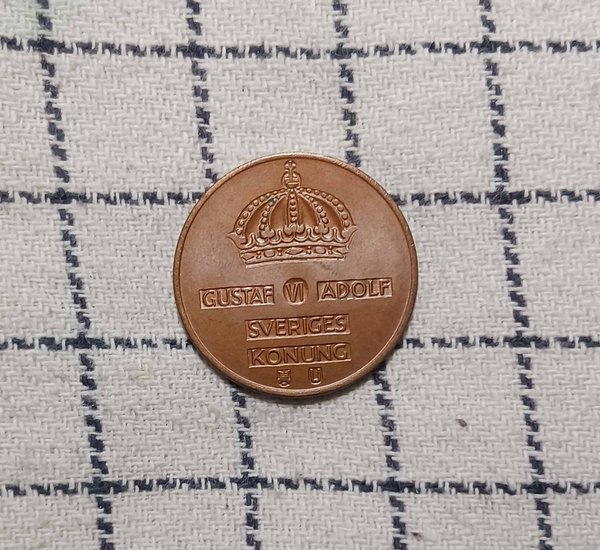 GUSTAF VI ADOLF
SVERIGES
KONUNG
U